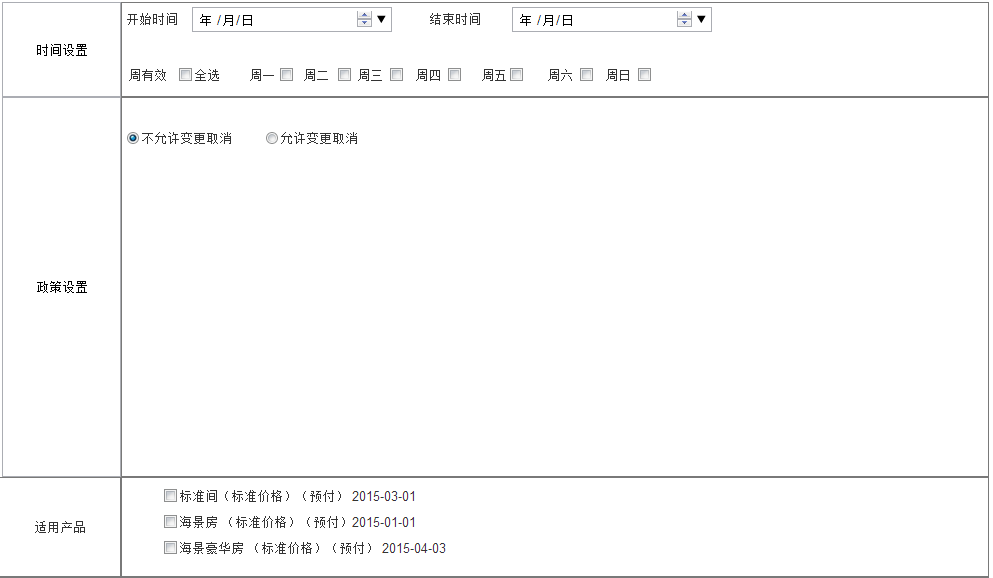 时间设置
开始时间 年 /月/日 结束时间 年 /月/日
周有效 全选 周一 周二 周三 周四 周五 周六 周日
政策设置
不允许变更取消 允许变更取消
适用产品
标准间（标准价格）（预付） 2015-03-01
海景房 （标准价格）（预付）2015-01-01
海景豪华房 （标准价格）（预付） 2015-04-03